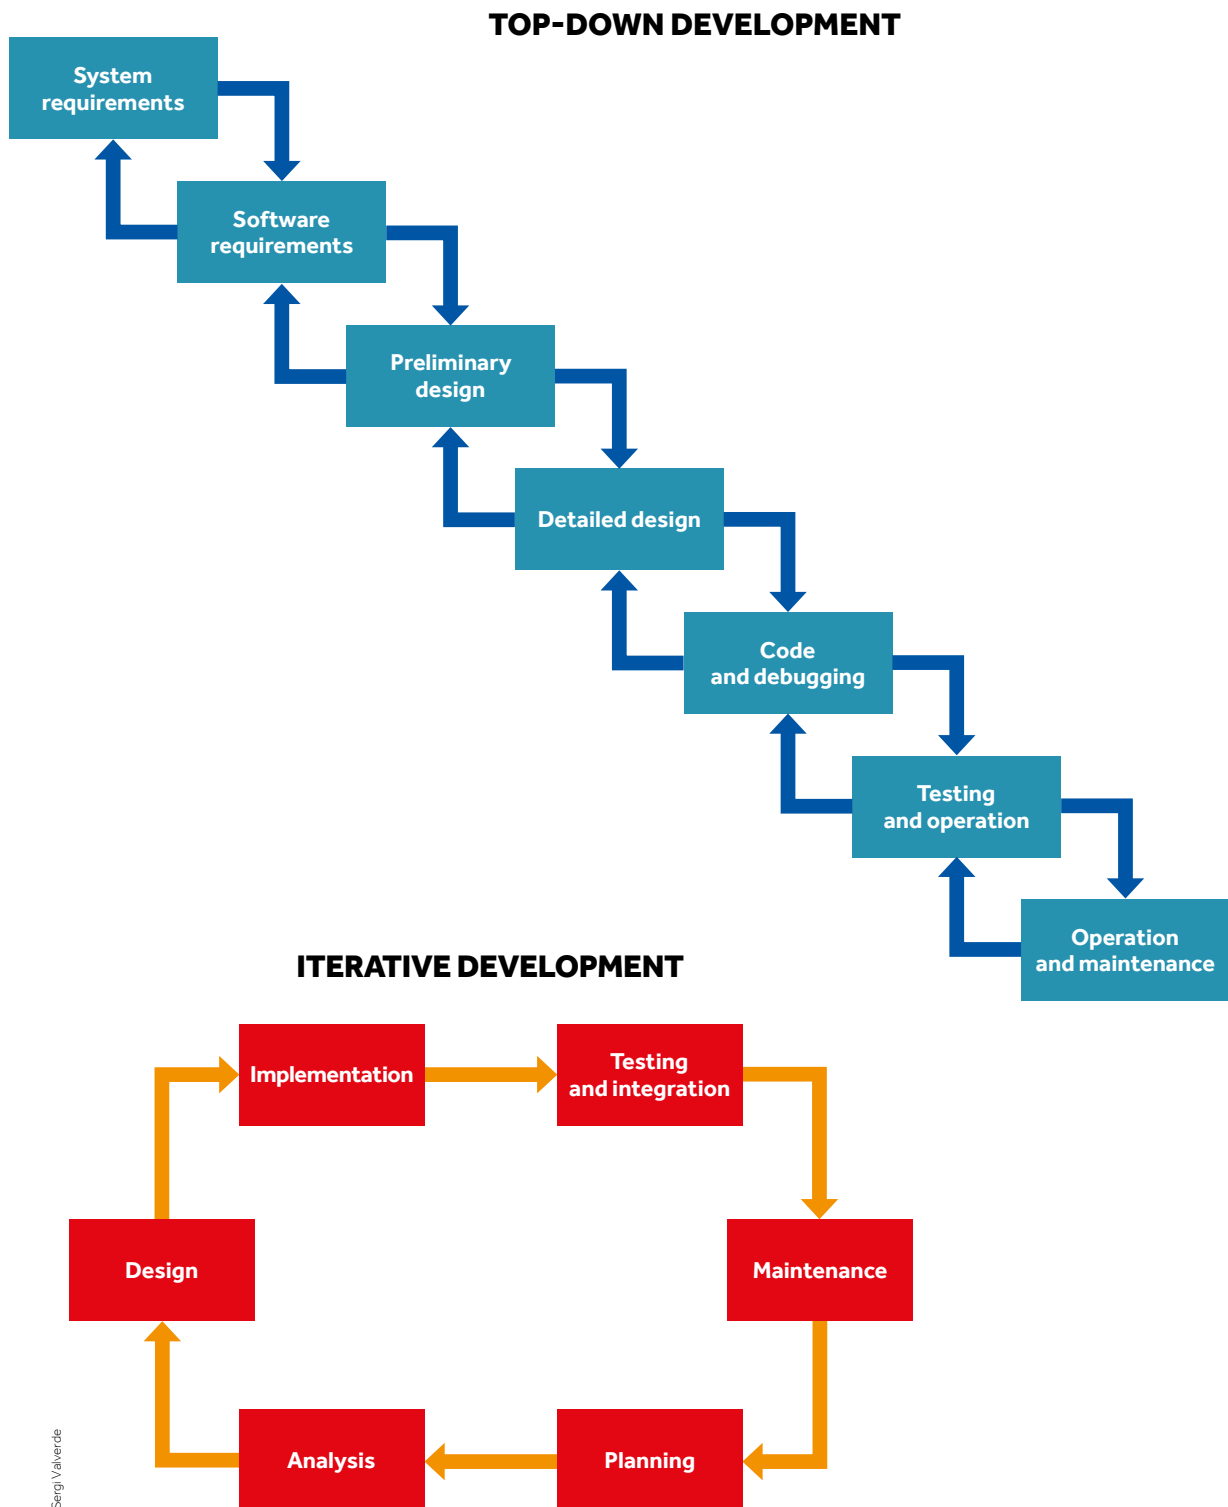 TOP-DOWN DEVELOPMENT
System
requirements
Software
requirements
Preliminary
design
Detailed design
Code
and debugging
Testing
and operation
Operation
and maintenance
ITERATIVE DEVELOPMENT
Implementation
Testing
and integration
Design
Maintenance
Analysis
Planning
Sergi Valverde